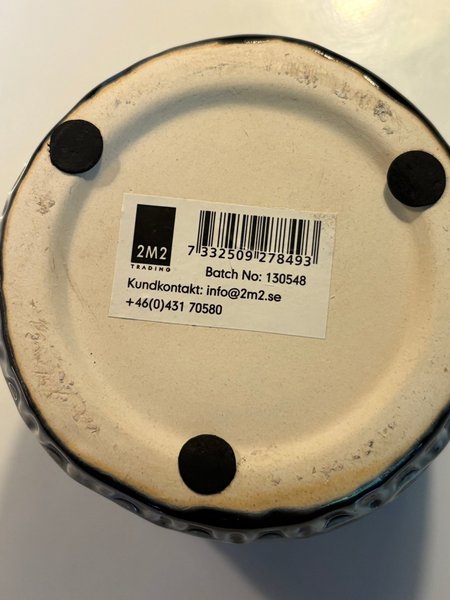 2M2
TRADING
7 332509 278493
Batch No: 130548
Kundkontakt: info@2m2.se
+46(0)431 70580